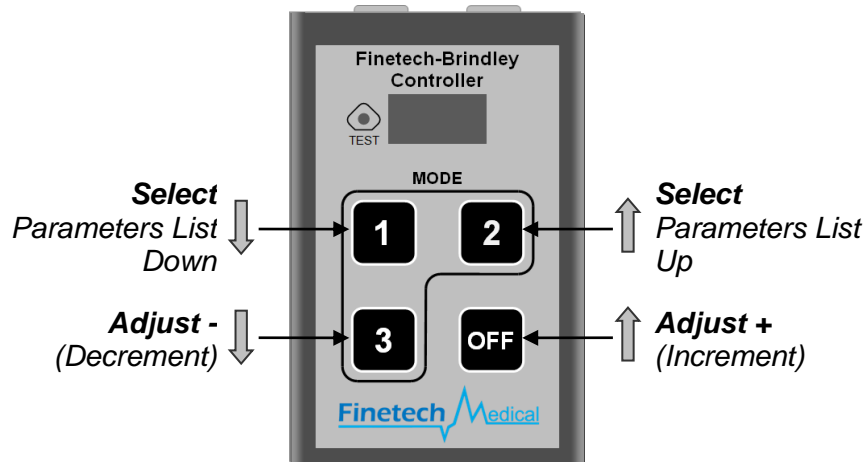 Finetech-Brindley
Controller
TEST
MODE
Select
Parameters List
Down
1
2
Select
Parameters List
Up
Adjust -
(Decrement)
3
OFF
Adjust +
(Increment)
Finetech Medical